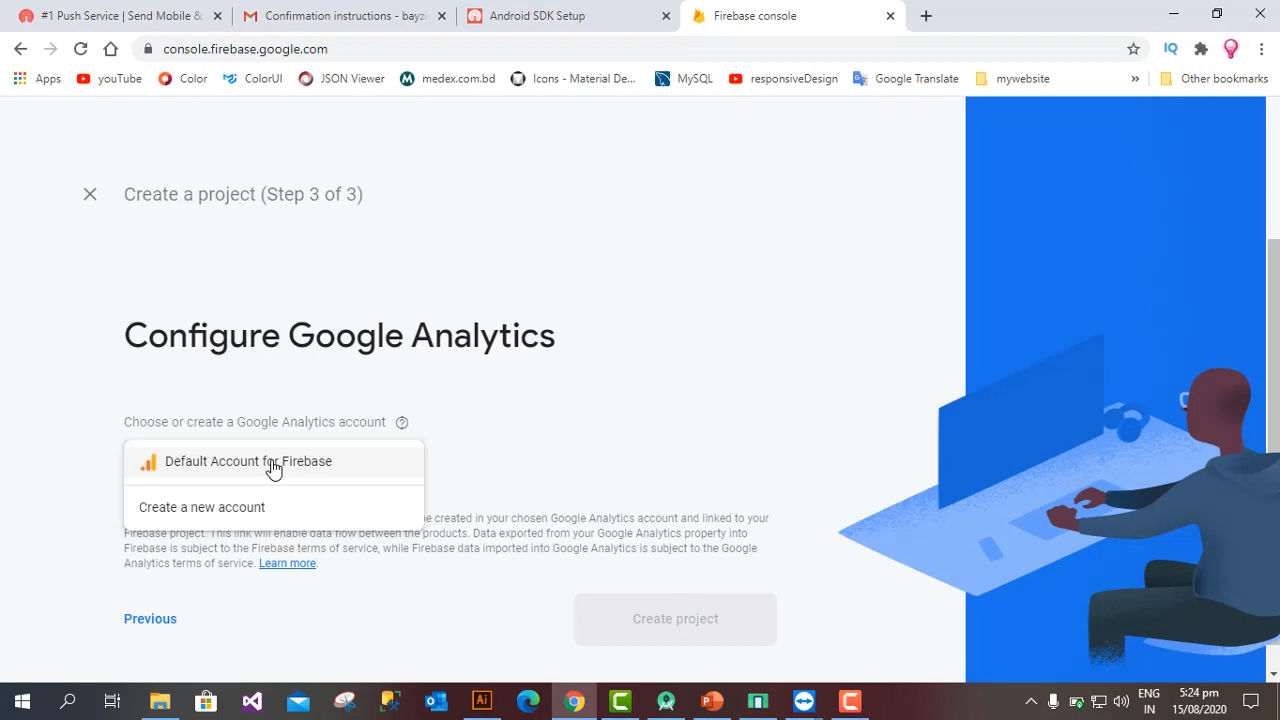 #1 Push Service | Send Mobile &
Confirmation instructions - bayzi
Android SDK Setup
Firebase console
console.firebase.google.com
IQ
Apps
youTube
Color
ColorUI
JSON Viewer
medex.com.bd
Icons - Material De...
MySQL
responsiveDesign
Google Translate
mywebsite
»
Other bookmarks
Create a project (Step 3 of 3)
Configure Google Analytics
Choose or create a Google Analytics account
Default Account for Firebase
Create a new account
be created in your chosen Google Analytics account and linked to your
Firebase project. This link will enable data flow between the products. Data exported from your Google Analytics property into
Firebase is subject to the Firebase terms of service, while Firebase data imported into Google Analytics is subject to the Google
Analytics terms of service. Learn more.
Previous
Create project
Ai
ENG
IN
5:24 pm
15/08/2020